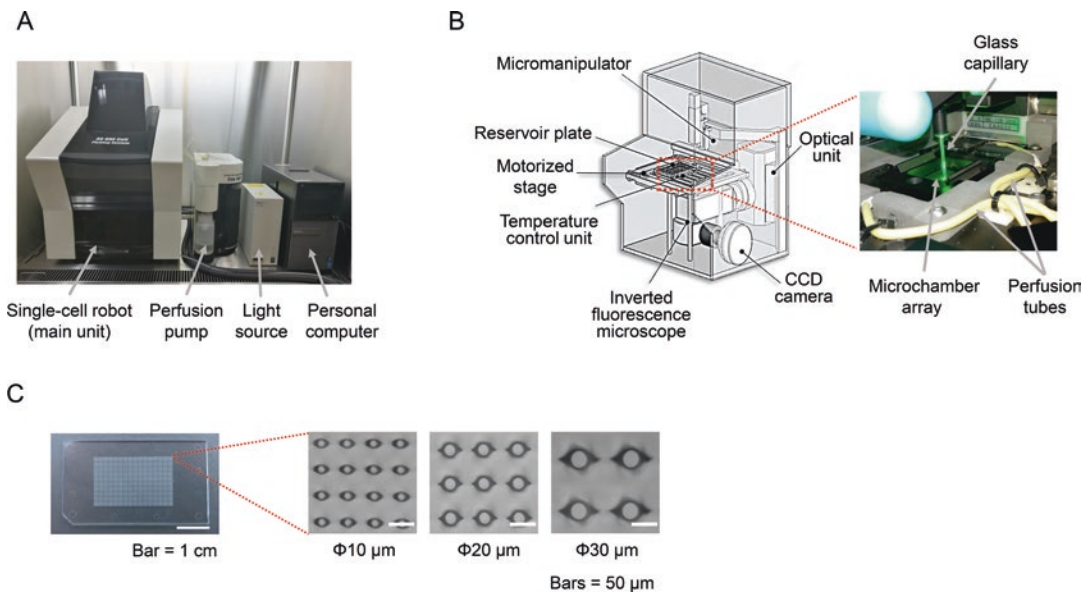 A
Single-cell robot
(main unit)
Perfusion
pump
Light
source
Personal
computer
B
Micromanipulator
Reservoir plate
Motorized
stage
Temperature
control unit
Inverted
fluorescence
microscope
CCD
camera
Optical
unit
Glass
capillary
Microchamber
array
Perfusion
tubes
C
Bar = 1 cm
Φ10 μm
Φ20 μm
Φ30 μm
Bars = 50 μm